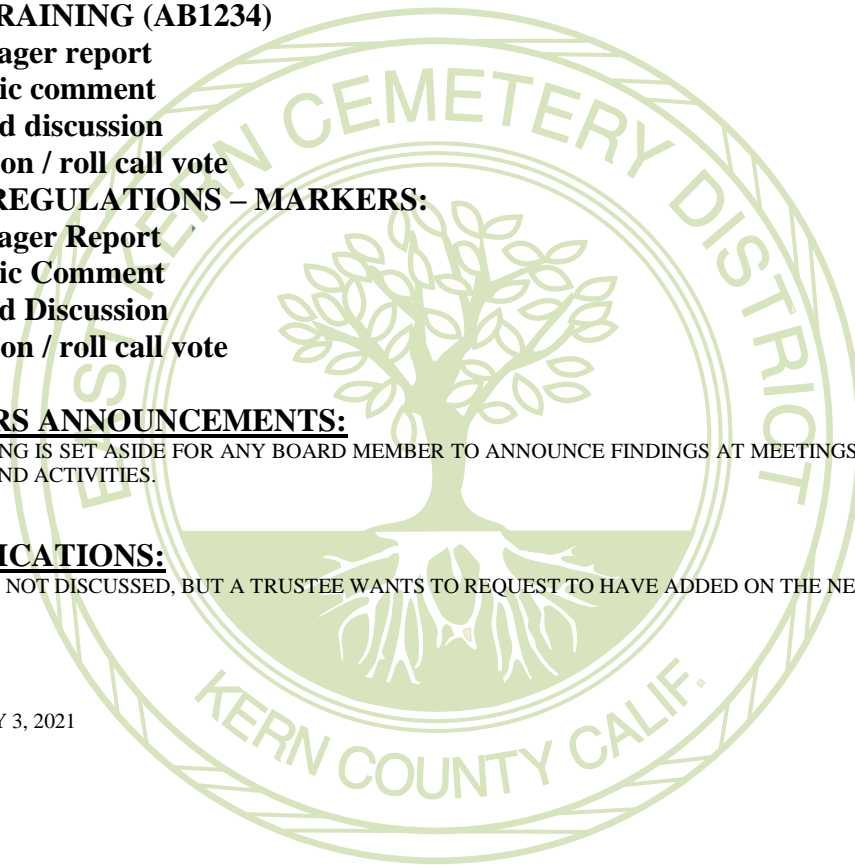 RAINING (AB1234)
ager report
ic comment
d discussion
on / roll call vote
REGULATIONS – MARKERS:
ager Report
ic Comment
d Discussion
on / roll call vote
RS ANNOUNCEMENTS:
NG IS SET ASIDE FOR ANY BOARD MEMBER TO ANNOUNCE FINDINGS AT MEETINGS
ND ACTIVITIES.
ICATIONS:
NOT DISCUSSED, BUT A TRUSTEE WANTS TO REQUEST TO HAVE ADDED ON THE NE
Y 3, 2021
EAST KERN CEMETERY DISTRICT
KERN COUNTY CALIF.